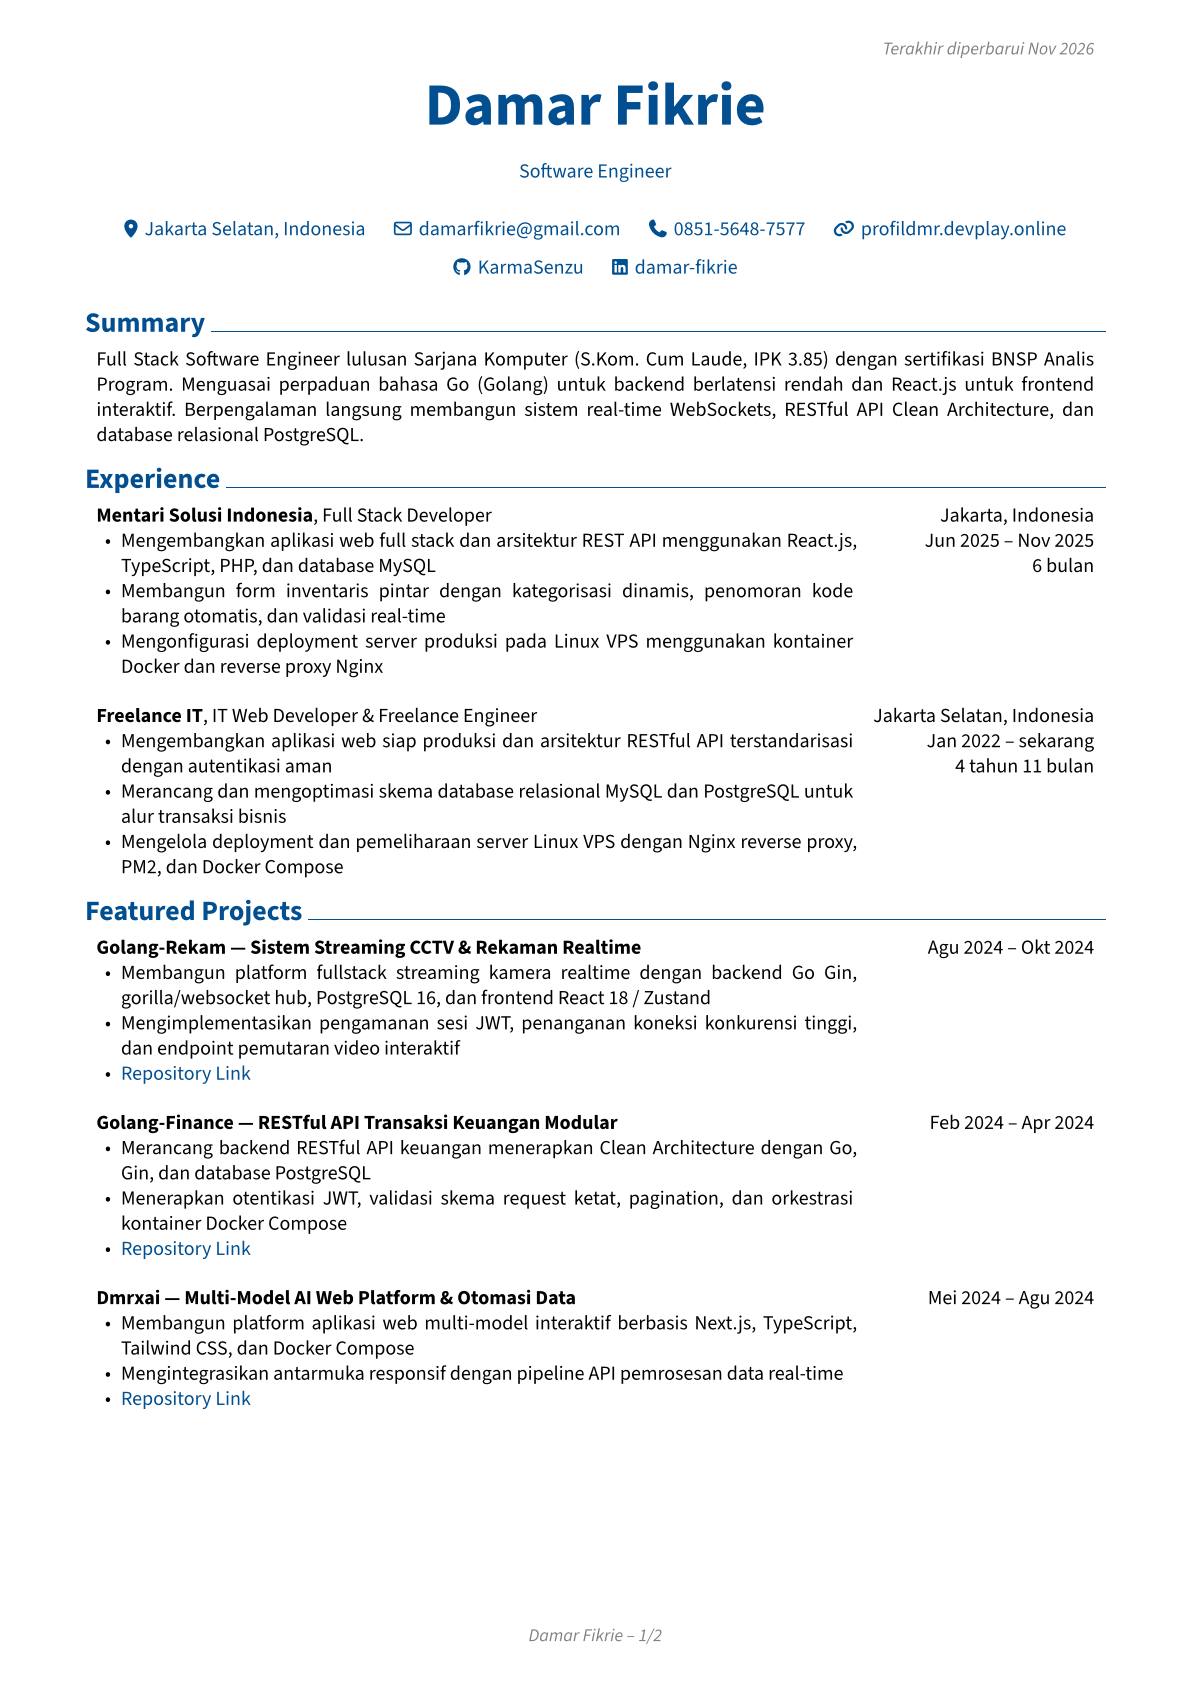 Terakhir diperbarui Nov 2026
Damar Fikrie
Software Engineer
Jakarta Selatan, Indonesia damarfikrie@gmail.com 0851-5648-7577 profildmr.devplay.online
KarmaSenzu damar-fikrie
Summary
Full Stack Software Engineer lulusan Sarjana Komputer (S.Kom. Cum Laude, IPK 3.85) dengan sertifikasi BNSP Analis
Program. Menguasai perpaduan bahasa Go (Golang) untuk backend berlatensi rendah dan React.js untuk frontend
interaktif. Berpengalaman langsung membangun sistem real-time WebSockets, RESTful API Clean Architecture, dan
database relasional PostgreSQL.
Experience
Mentari Solusi Indonesia, Full Stack Developer Jakarta, Indonesia
• Mengembangkan aplikasi web full stack dan arsitektur REST API menggunakan React.js, Jun 2025 – Nov 2025
TypeScript, PHP, dan database MySQL 6 bulan
• Membangun form inventaris pintar dengan kategorisasi dinamis, penomoran kode
barang otomatis, dan validasi real-time
• Mengonfigurasi deployment server produksi pada Linux VPS menggunakan kontainer
Docker dan reverse proxy Nginx
Freelance IT, IT Web Developer & Freelance Engineer Jakarta Selatan, Indonesia
• Mengembangkan aplikasi web siap produksi dan arsitektur RESTful API terstandarisasi Jan 2022 – sekarang
dengan autentikasi aman 4 tahun 11 bulan
• Merancang dan mengoptimasi skema database relasional MySQL dan PostgreSQL untuk
alur transaksi bisnis
• Mengelola deployment dan pemeliharaan server Linux VPS dengan Nginx reverse proxy,
PM2, dan Docker Compose
Featured Projects
Golang-Rekam — Sistem Streaming CCTV & Rekaman Realtime Agu 2024 – Okt 2024
• Membangun platform fullstack streaming kamera realtime dengan backend Go Gin,
gorilla/websocket hub, PostgreSQL 16, dan frontend React 18 / Zustand
• Mengimplementasikan pengamanan sesi JWT, penanganan koneksi konkurensi tinggi,
dan endpoint pemutaran video interaktif
• Repository Link
Golang-Finance — RESTful API Transaksi Keuangan Modular Feb 2024 – Apr 2024
• Merancang backend RESTful API keuangan menerapkan Clean Architecture dengan Go,
Gin, dan database PostgreSQL
• Menerapkan otentikasi JWT, validasi skema request ketat, pagination, dan orkestrasi
kontainer Docker Compose
• Repository Link
Dmrxai — Multi-Model AI Web Platform & Otomasi Data Mei 2024 – Agu 2024
• Membangun platform aplikasi web multi-model interaktif berbasis Next.js, TypeScript,
Tailwind CSS, dan Docker Compose
• Mengintegrasikan antarmuka responsif dengan pipeline API pemrosesan data real-time
• Repository Link
Damar Fikrie – 1/2